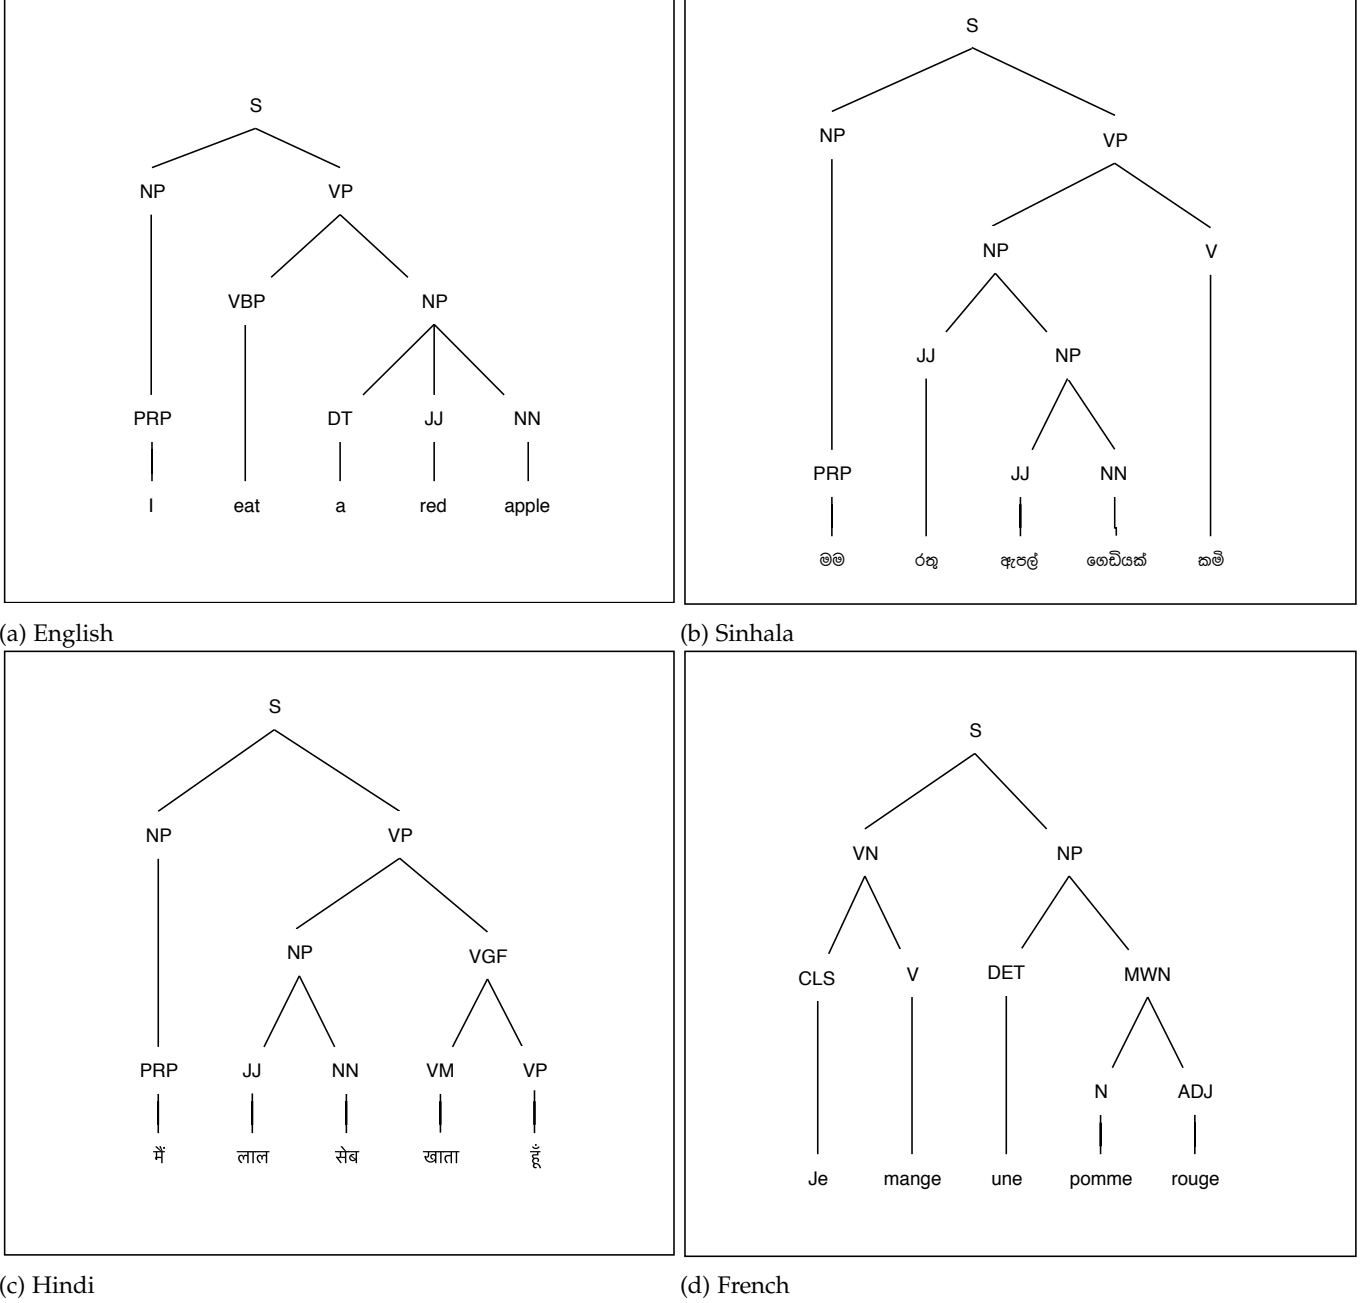 S
NP VP
VBP NP
PRP DT JJ NN
I eat a red apple
(a) English
S
NP VP
NP V
JJ NP
PRP JJ NN
මම රතු ඇපල් ගෙඩියක් කමි
(b) Sinhala
S
NP VP
NP VGF
PRP JJ NN VM VP
मैं लाल सेब खाता हूँ
(c) Hindi
S
VN NP
CLS V DET MWN
N ADJ
Je mange une pomme rouge
(d) French